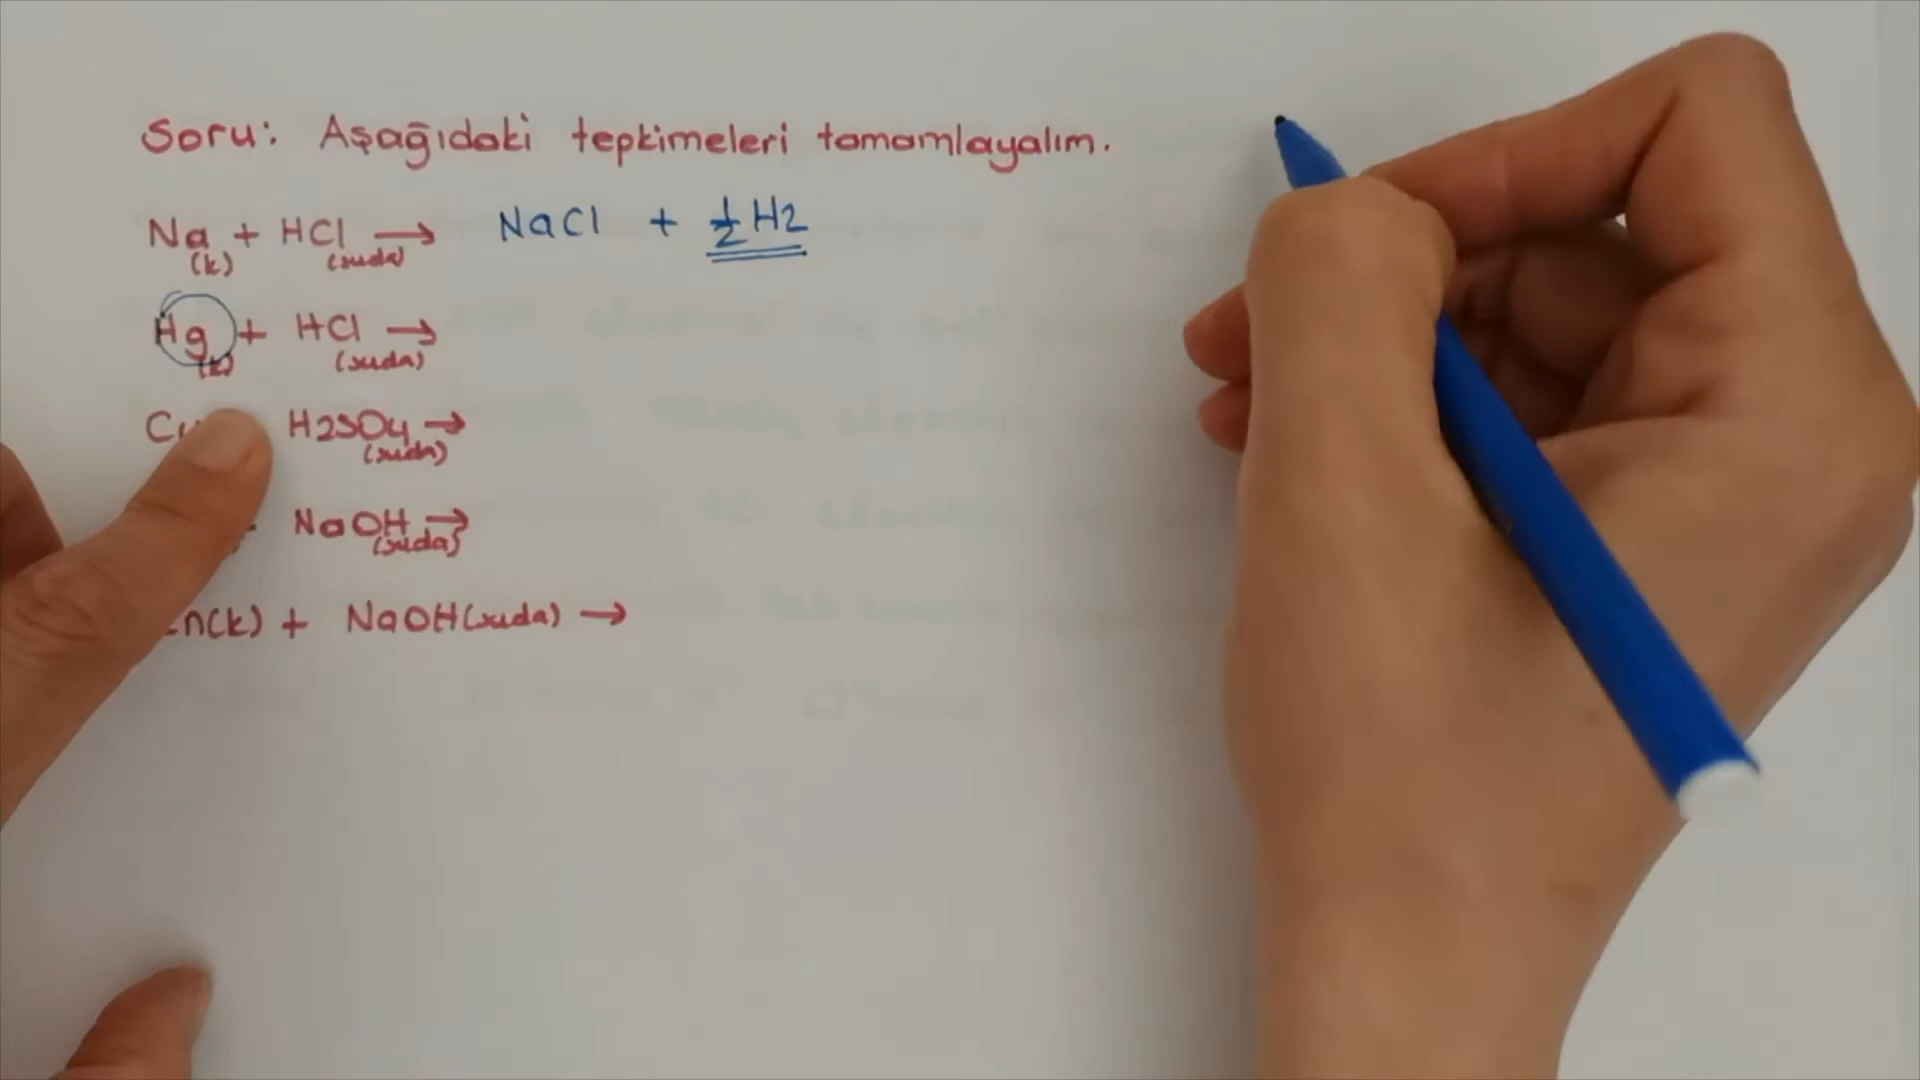 Soru: Aşağıdaki tepkimeleri tamamlayalım.
Na(k) + HCl(suda) → NaCl + ½ H2
Hg(k) + HCl(suda) →
Cu H2SO4(suda) →
NaOH(suda) →
n(k) + NaOH(suda) →